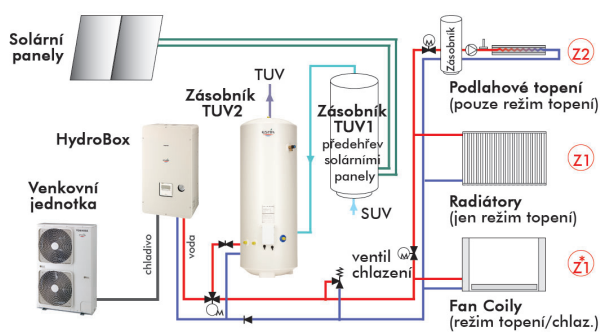 Solární
panely
TUV
Zásobník
TUV2
Zásobník
TUV1
předehřev
solárními
panely
SUV
HydroBox
Venkovní
jednotka
chladivo
voda
M
ventil
chlazení
M
M
Zásobník
Z2
Podlahové topení
(pouze režim topení)
Z1
Radiátory
(jen režim topení)
Z1*
Fan Coily
(režim topení/chlaz.)